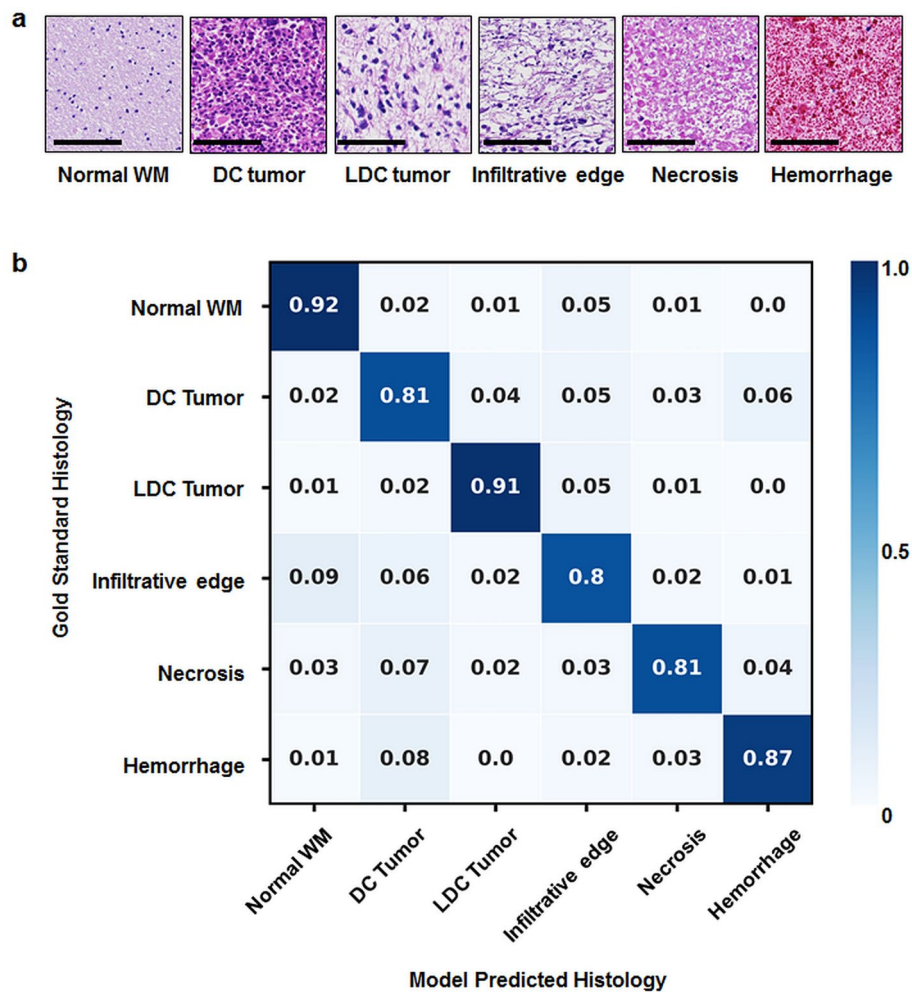 a
Normal WM DC tumor LDC tumor Infiltrative edge Necrosis Hemorrhage
b
Gold Standard Histology
Normal WM 0.92 0.02 0.01 0.05 0.01 0.0
DC Tumor 0.02 0.81 0.04 0.05 0.03 0.06
LDC Tumor 0.01 0.02 0.91 0.05 0.01 0.0
Infiltrative edge 0.09 0.06 0.02 0.8 0.02 0.01
Necrosis 0.03 0.07 0.02 0.03 0.81 0.04
Hemorrhage 0.01 0.08 0.0 0.02 0.03 0.87
1.0
0.5
0
Normal WM DC Tumor LDC Tumor Infiltrative edge Necrosis Hemorrhage
Model Predicted Histology